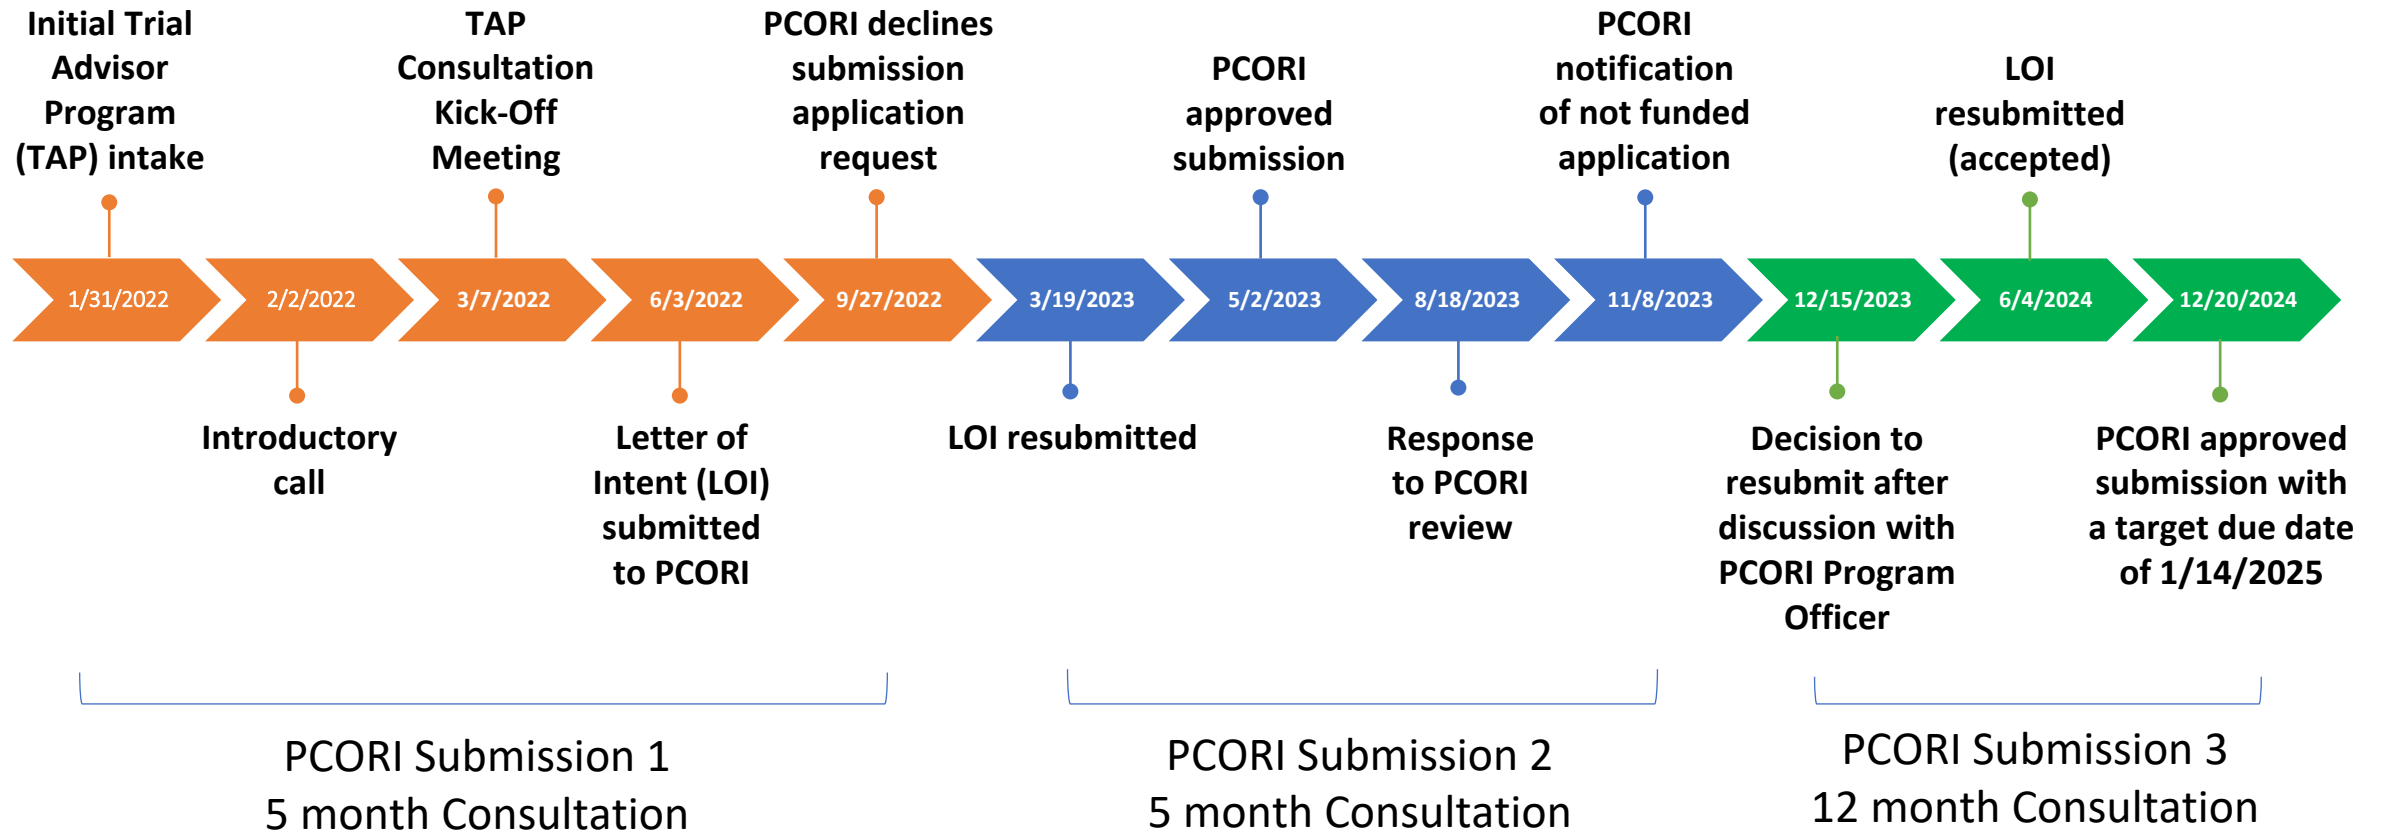 Initial Trial
Advisor
Program
(TAP) intake
TAP
Consultation
Kick-Off
Meeting
PCORI declines
submission
application
request
PCORI
approved
submission
PCORI
notification
of not funded
application
LOI
resubmitted
(accepted)
1/31/2022
2/2/2022
3/7/2022
6/3/2022
9/27/2022
3/19/2023
5/2/2023
8/18/2023
11/8/2023
12/15/2023
6/4/2024
12/20/2024
Introductory
call
Letter of
Intent (LOI)
submitted
to PCORI
LOI resubmitted
Response
to PCORI
review
Decision to
resubmit after
discussion with
PCORI Program
Officer
PCORI approved
submission with
a target due date
of 1/14/2025
PCORI Submission 1
5 month Consultation
PCORI Submission 2
5 month Consultation
PCORI Submission 3
12 month Consultation